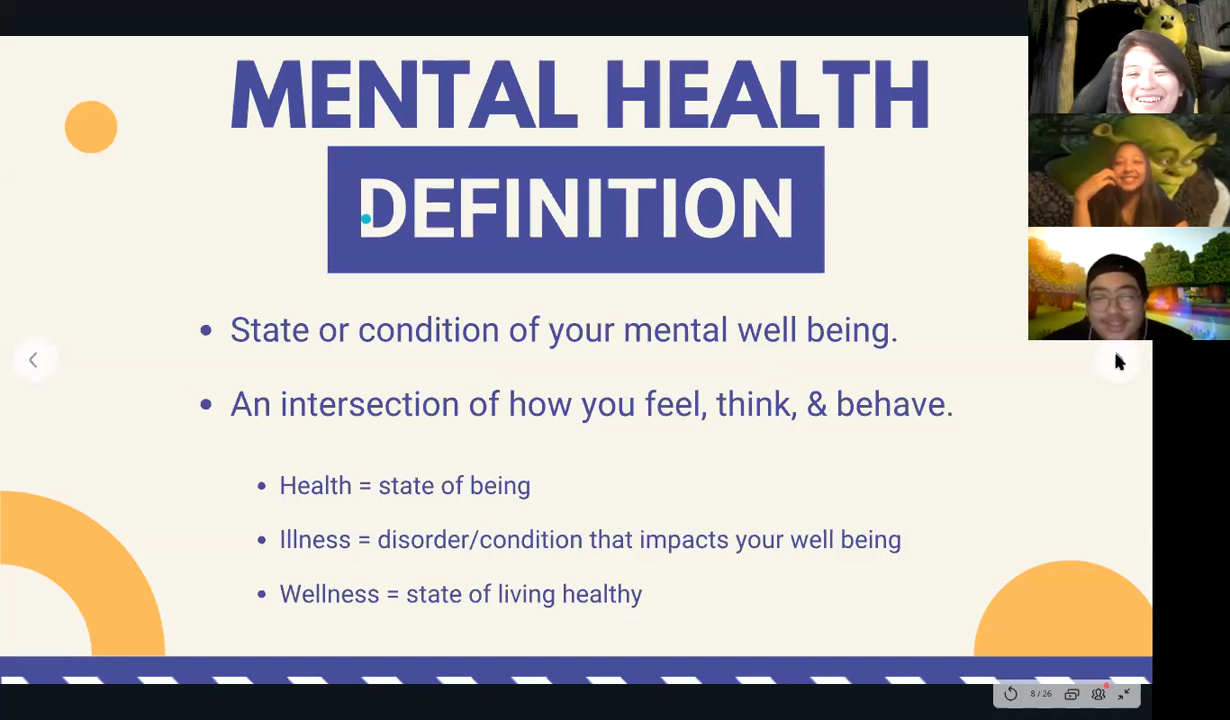 MENTAL HEALTH
DEFINITION
State or condition of your mental well being.
An intersection of how you feel, think, & behave.
Health = state of being
Illness = disorder/condition that impacts your well being
Wellness = state of living healthy
8 / 26